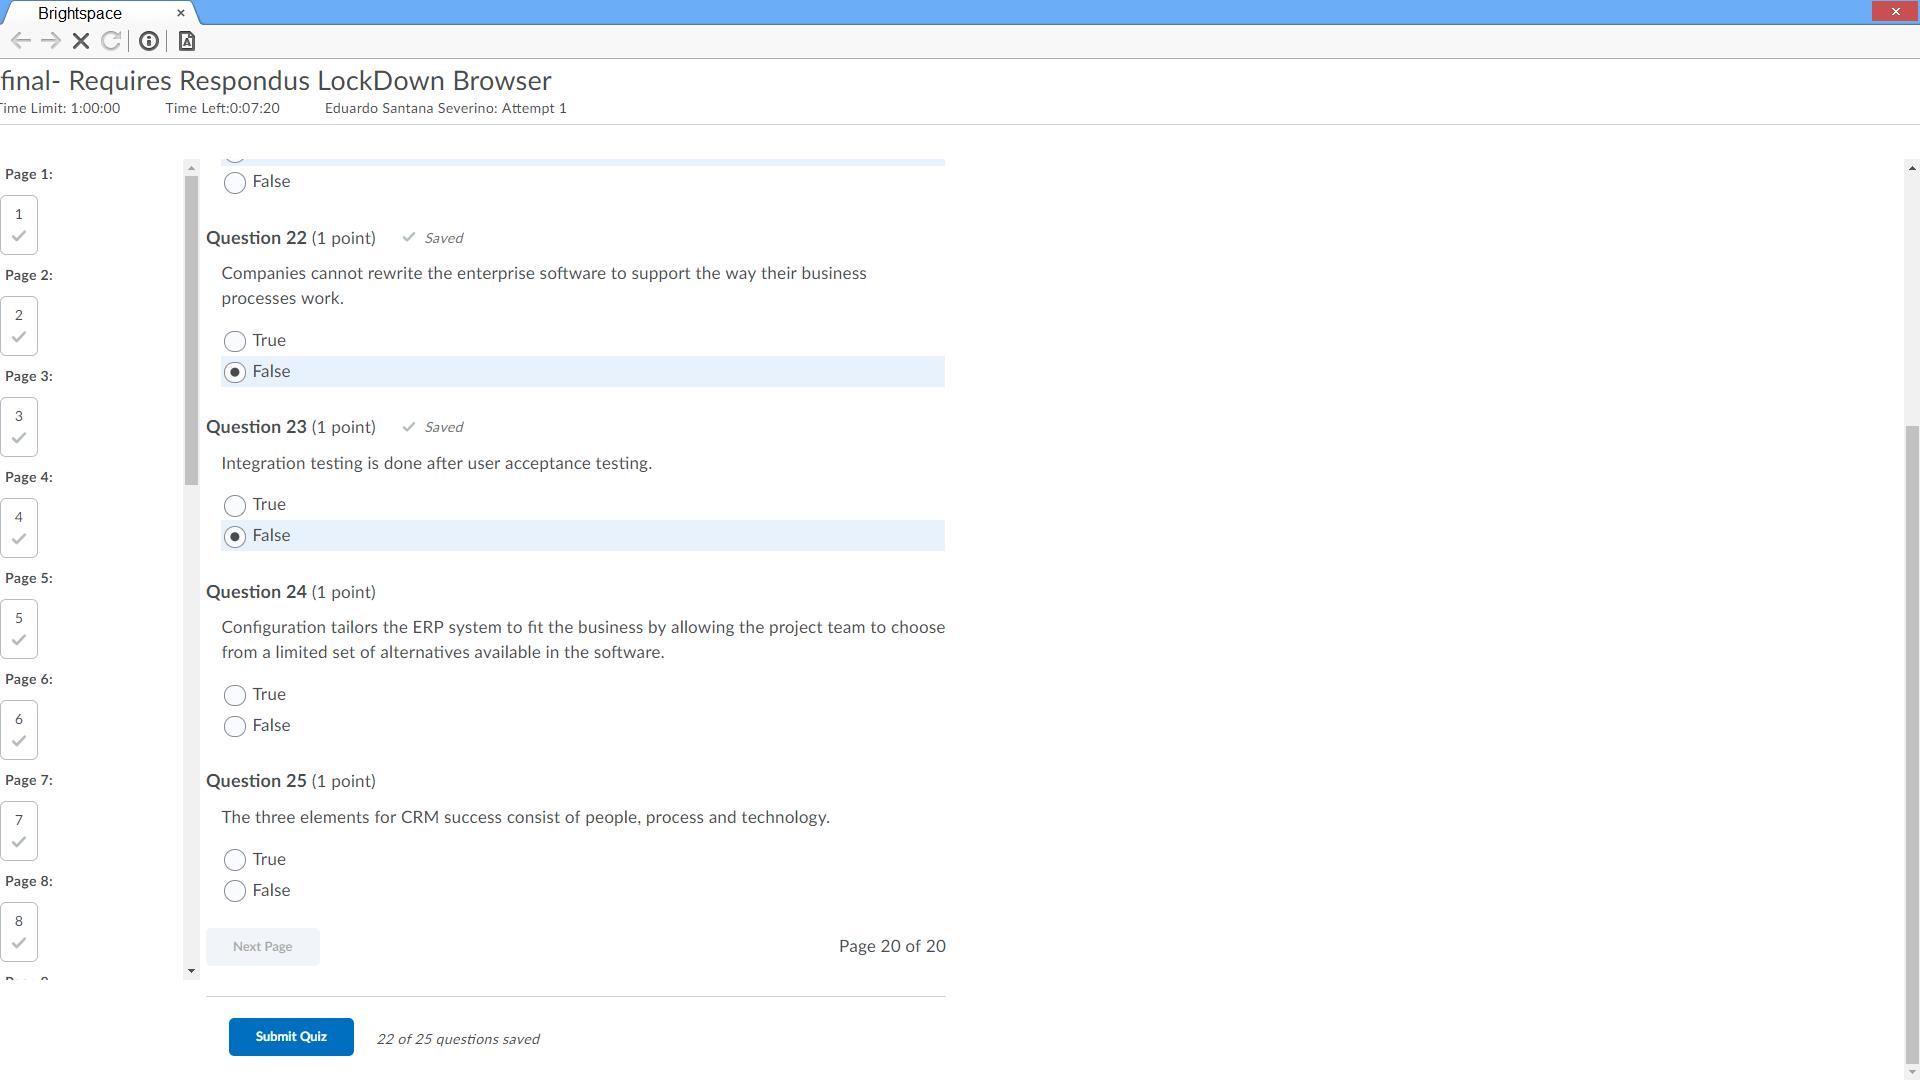 Brightspace
final- Requires Respondus LockDown Browser
Time Limit: 1:00:00 Time Left:0:07:20 Eduardo Santana Severino: Attempt 1
Page 1:
1
Page 2:
2
Page 3:
3
Page 4:
4
Page 5:
5
Page 6:
6
Page 7:
7
Page 8:
8
False
Question 22 (1 point) Saved
Companies cannot rewrite the enterprise software to support the way their business
processes work.
True
False
Question 23 (1 point) Saved
Integration testing is done after user acceptance testing.
True
False
Question 24 (1 point)
Configuration tailors the ERP system to fit the business by allowing the project team to choose
from a limited set of alternatives available in the software.
True
False
Question 25 (1 point)
The three elements for CRM success consist of people, process and technology.
True
False
Next Page
Page 20 of 20
Submit Quiz
22 of 25 questions saved